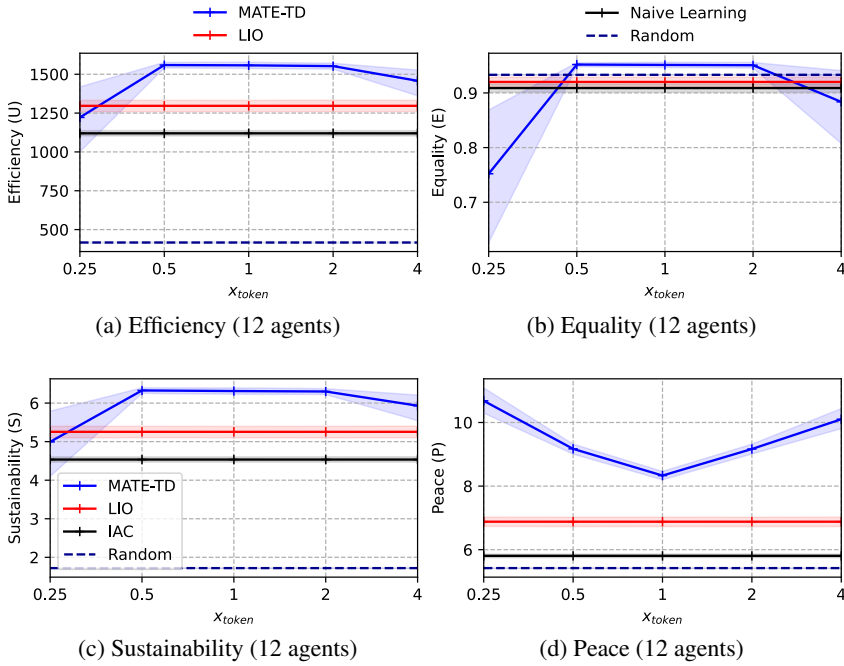 MATE-TD
LIO
Naive Learning
Random
1500
1250
1000
750
500
Efficiency (U)
0.25 0.5 1 2 4
x_token
(a) Efficiency (12 agents)
0.9
0.8
0.7
Equality (E)
0.25 0.5 1 2 4
x_token
(b) Equality (12 agents)
6
5
4
3
2
Sustainability (S)
MATE-TD
LIO
IAC
Random
0.25 0.5 1 2 4
x_token
(c) Sustainability (12 agents)
10
8
6
Peace (P)
0.25 0.5 1 2 4
x_token
(d) Peace (12 agents)